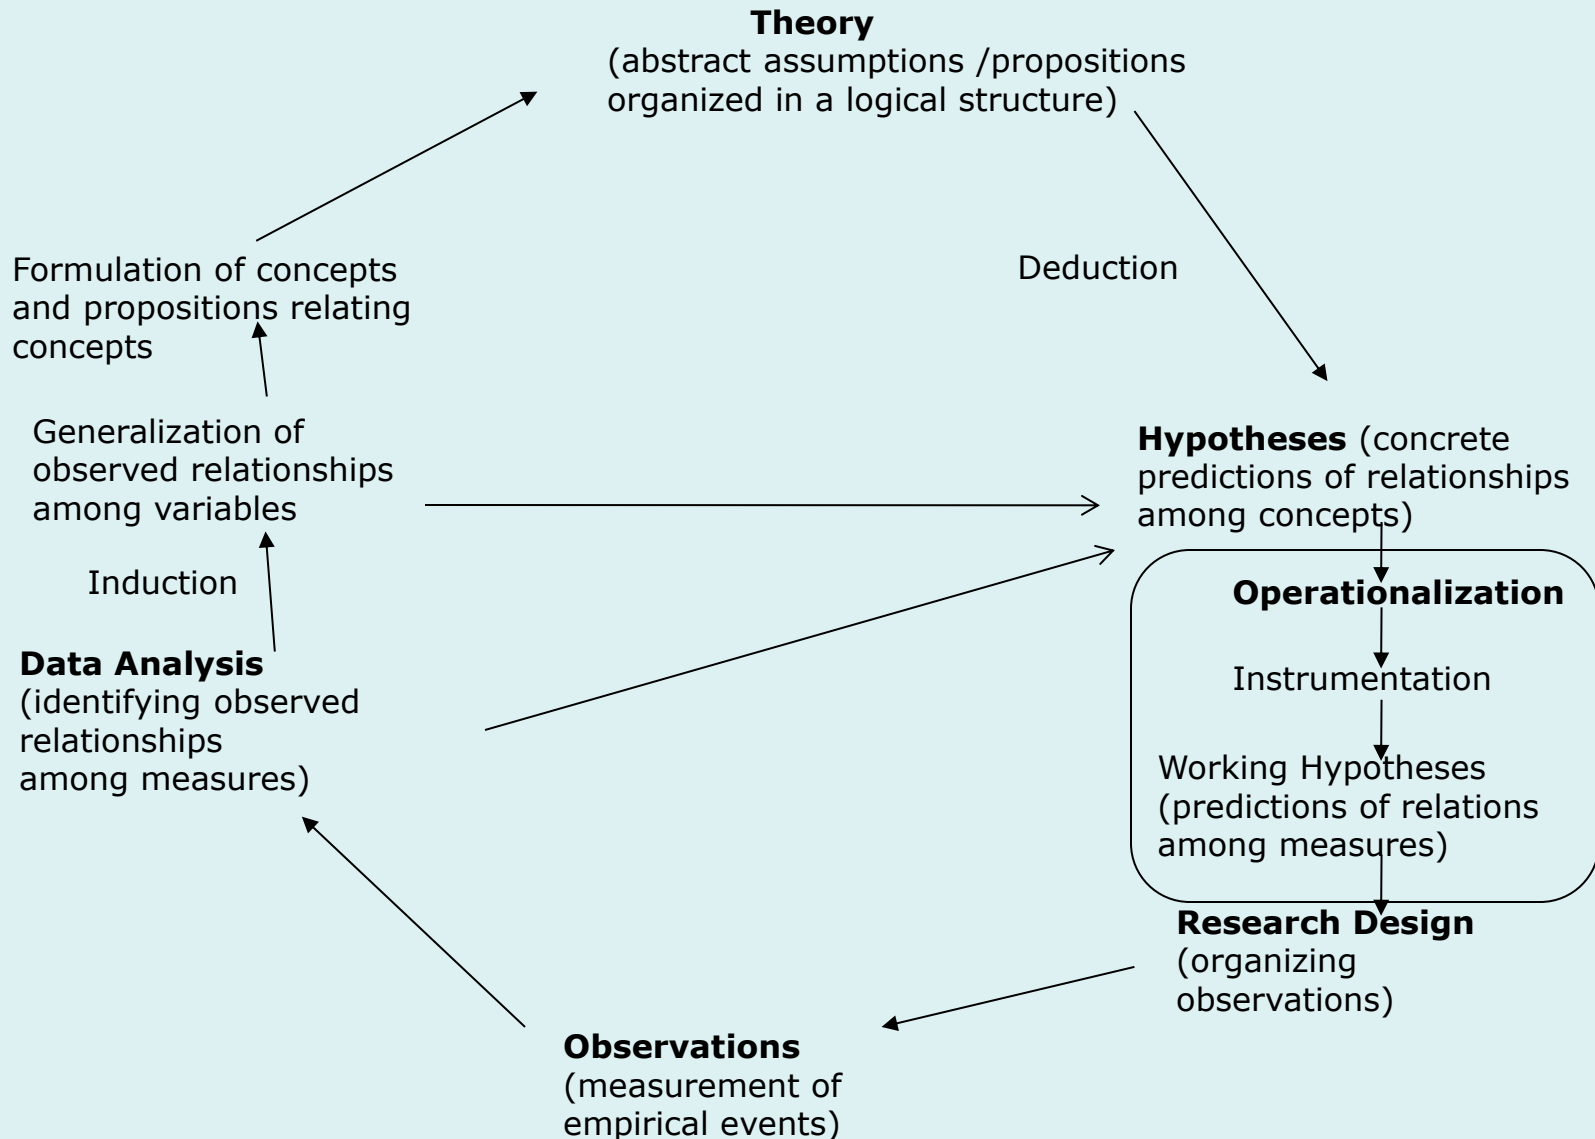 Theory
(abstract assumptions /propositions
organized in a logical structure)
Deduction
Formulation of concepts
and propositions relating
concepts
Generalization of
observed relationships
among variables
Hypotheses (concrete
predictions of relationships
among concepts)
Induction
Operationalization
Data Analysis
(identifying observed
relationships
among measures)
Instrumentation
Working Hypotheses
(predictions of relations
among measures)
Research Design
(organizing
observations)
Observations
(measurement of
empirical events)